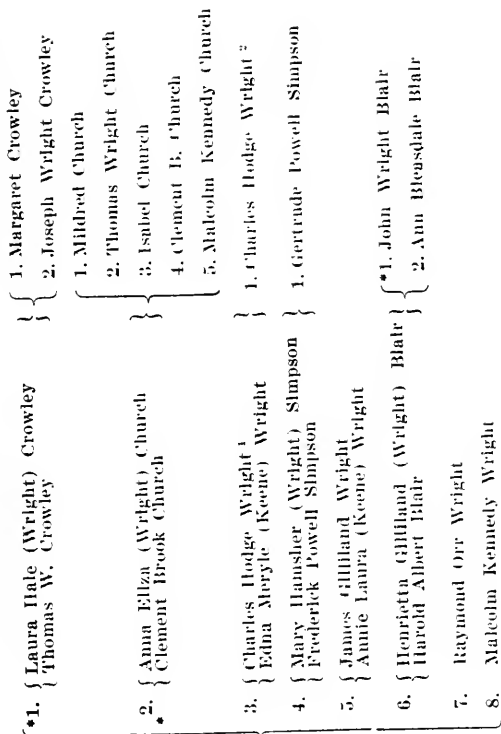 *1. { Laura Hale (Wright) Crowley
Thomas W. Crowley }
{ 1. Margaret Crowley
2. Joseph Wright Crowley
*2. { Anna Eliza (Wright) Church
Clement Brook Church }
{ 1. Mildred Church
2. Thomas Wright Church
3. Isabel Church
4. Clement B. Church
5. Malcolm Kennedy Church
3. { Charles Hodge Wright 1
Edna Meryle (Keene) Wright }
1. Charles Hodge Wright 2
4. { Mary Hamsher (Wright) Simpson
Frederick Powell Simpson }
1. Gertrude Powell Simpson
5. { James Gilliland Wright
Annie Laura (Keene) Wright
6. { Henrietta Gilliland (Wright) Blair
Harold Albert Blair }
{ *1. John Wright Blair
2. Ann Bleasdale Blair
7. Raymond Orr Wright
8. Malcolm Kennedy Wright